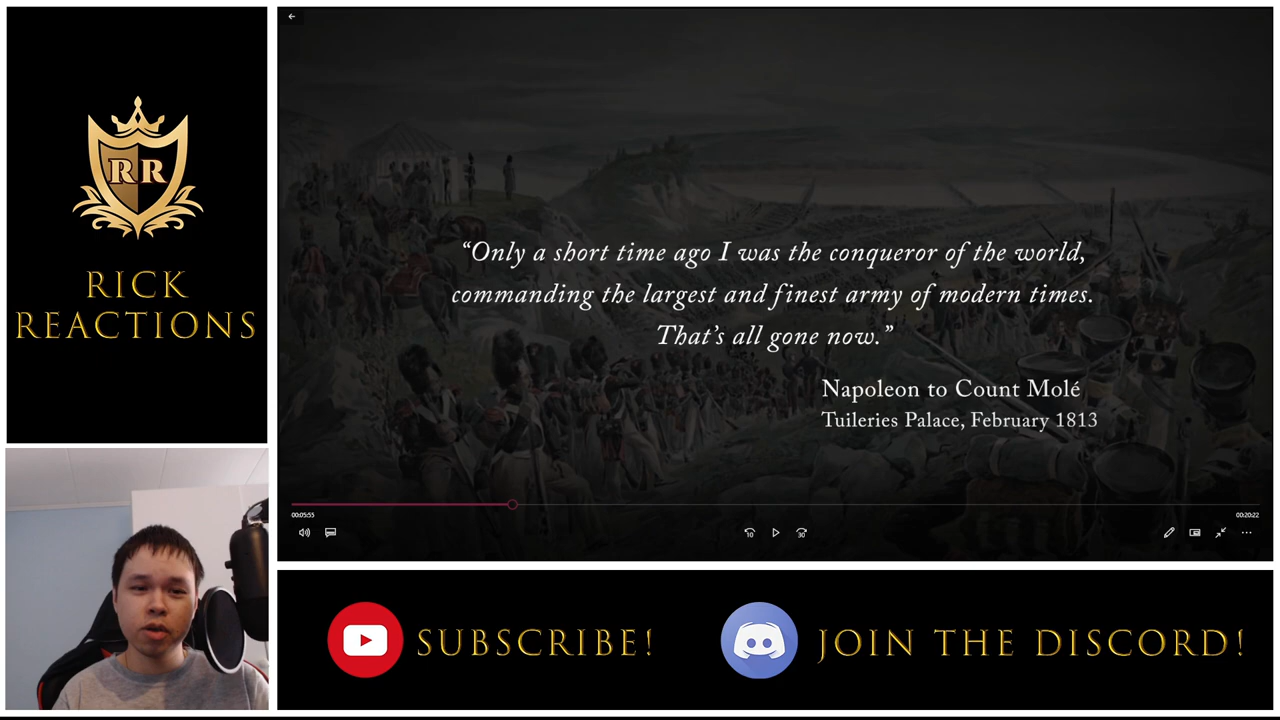 RR
RICK
REACTIONS
“Only a short time ago I was the conqueror of the world,
commanding the largest and finest army of modern times.
That’s all gone now.”
Napoleon to Count Molé
Tuileries Palace, February 1813
00:05:55
00:20:22
10
30
SUBSCRIBE!
JOIN THE DISCORD!